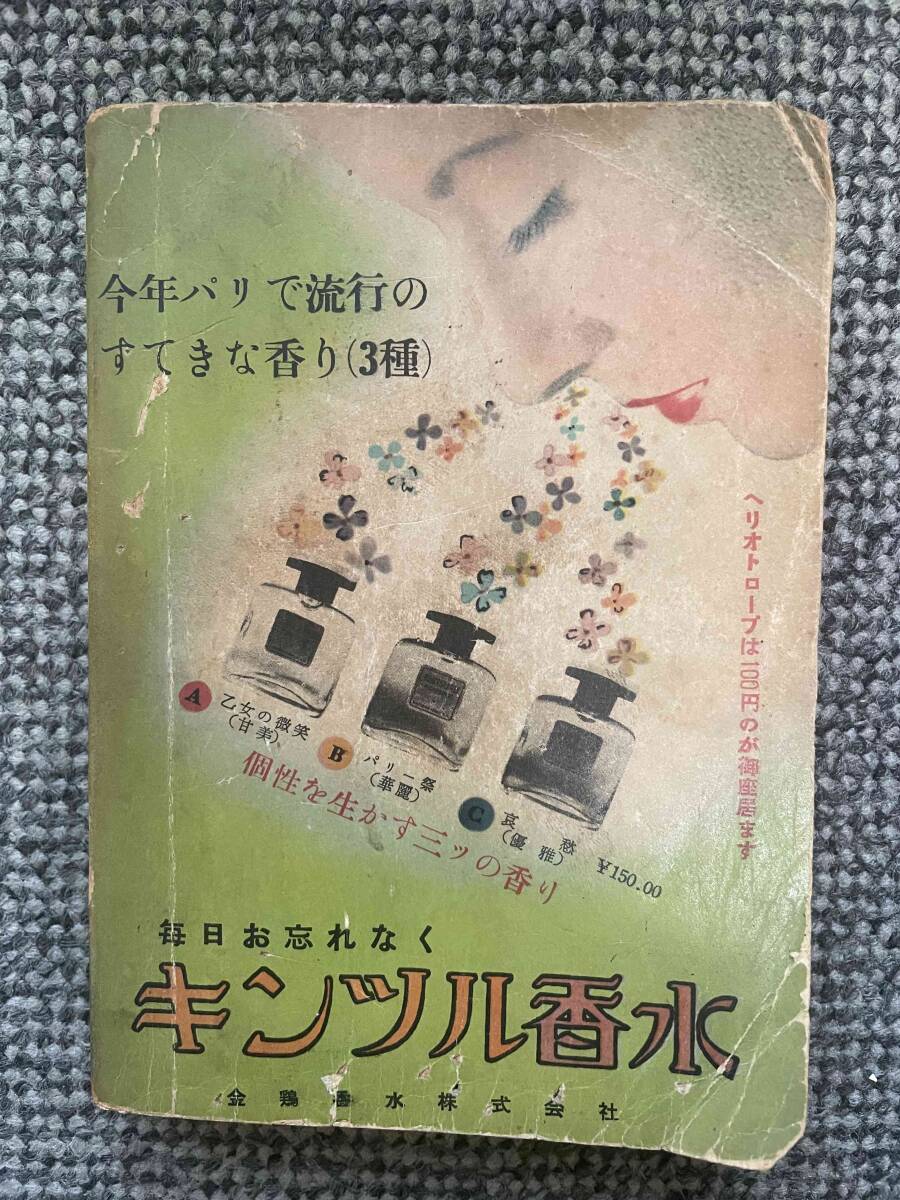 今年パリで流行の
すてきな香り(3種)
ヘリオトロープは100円のが御座居ます
A
乙女の微笑
(甘美)
B
パリー祭
(華麗)
C
哀愁
(優雅)
¥150.00
個性を生かす三ッの香り
毎日お忘れなく
キンツル香水
金鶴香水株式会社